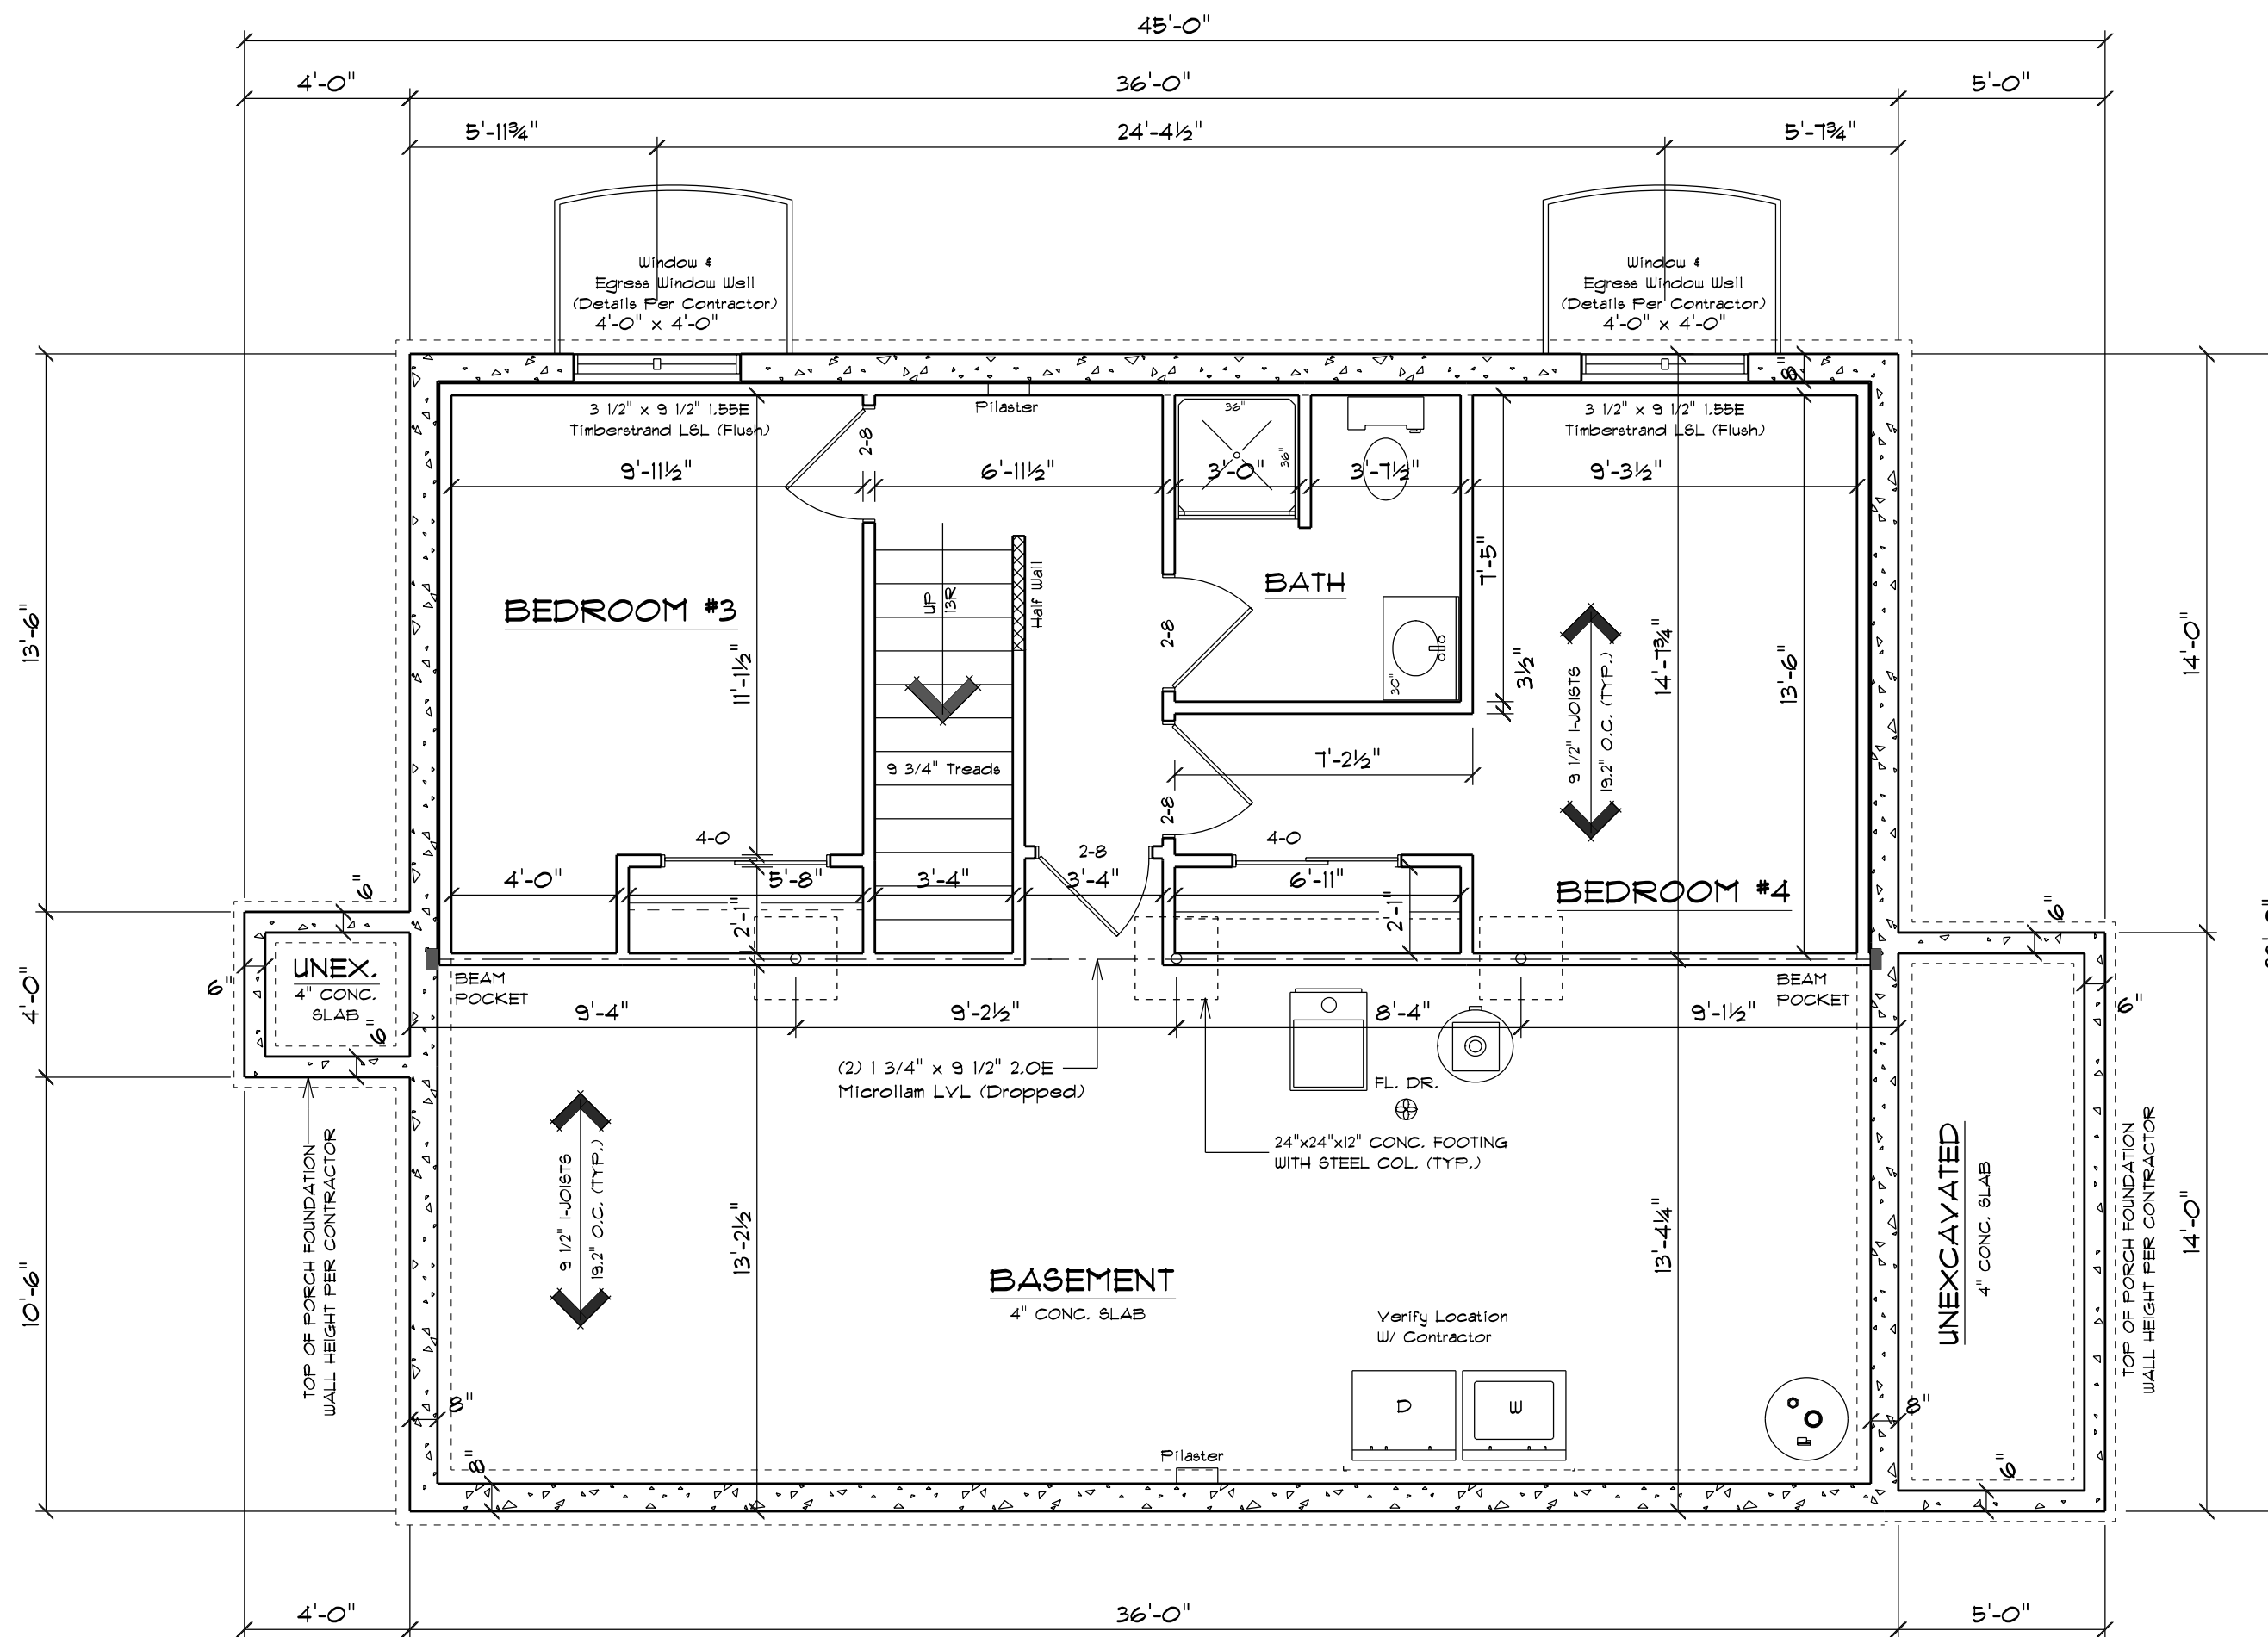 45'-0"
4'-0"
36'-0"
5'-0"
5'-11¾"
24'-4½"
5'-7¾"
Window &
Egress Window Well
(Details Per Contractor)
4'-0" x 4'-0"
Window &
Egress Window Well
(Details Per Contractor)
4'-0" x 4'-0"
8"
3 1/2" x 9 1/2" 1.55E
Timberstrand LSL (Flush)
Pilaster
36"
36"
3 1/2" x 9 1/2" 1.55E
Timberstrand LSL (Flush)
2-8
9'-11½"
6'-11½"
3'-0"
3'-7½"
9'-3½"
13'-6"
14'-0"
7'-5"
BATH
BEDROOM #3
UP
13R
Half Wall
2-8
11'-1½"
30"
3½"
9 1/2" I-JOISTS
19.2" O.C. (TYP.)
14'-7¾"
13'-6"
9 3/4" Treads
7'-2½"
2-8
4-0
2-8
4-0
4'-0"
5'-8"
3'-4"
3'-4"
6'-11"
BEDROOM #4
2'-1"
2'-1"
6"
6"
UNEX.
4" CONC.
SLAB
6"
6"
4'-0"
BEAM
POCKET
BEAM
POCKET
6"
9'-4"
9'-2½"
8'-4"
9'-1½"
(2) 1 3/4" x 9 1/2" 2.0E
Microllam LVL (Dropped)
FL. DR.
24"x24"x12" CONC. FOOTING
WITH STEEL COL. (TYP.)
TOP OF PORCH FOUNDATION
WALL HEIGHT PER CONTRACTOR
9 1/2" I-JOISTS
19.2" O.C. (TYP.)
13'-2½"
13'-4¼"
UNEXCAVATED
4" CONC. SLAB
TOP OF PORCH FOUNDATION
WALL HEIGHT PER CONTRACTOR
14'-0"
10'-6"
BASEMENT
4" CONC. SLAB
Verify Location
W/ Contractor
D
W
8"
8"
8"
Pilaster
6"
4'-0"
36'-0"
5'-0"